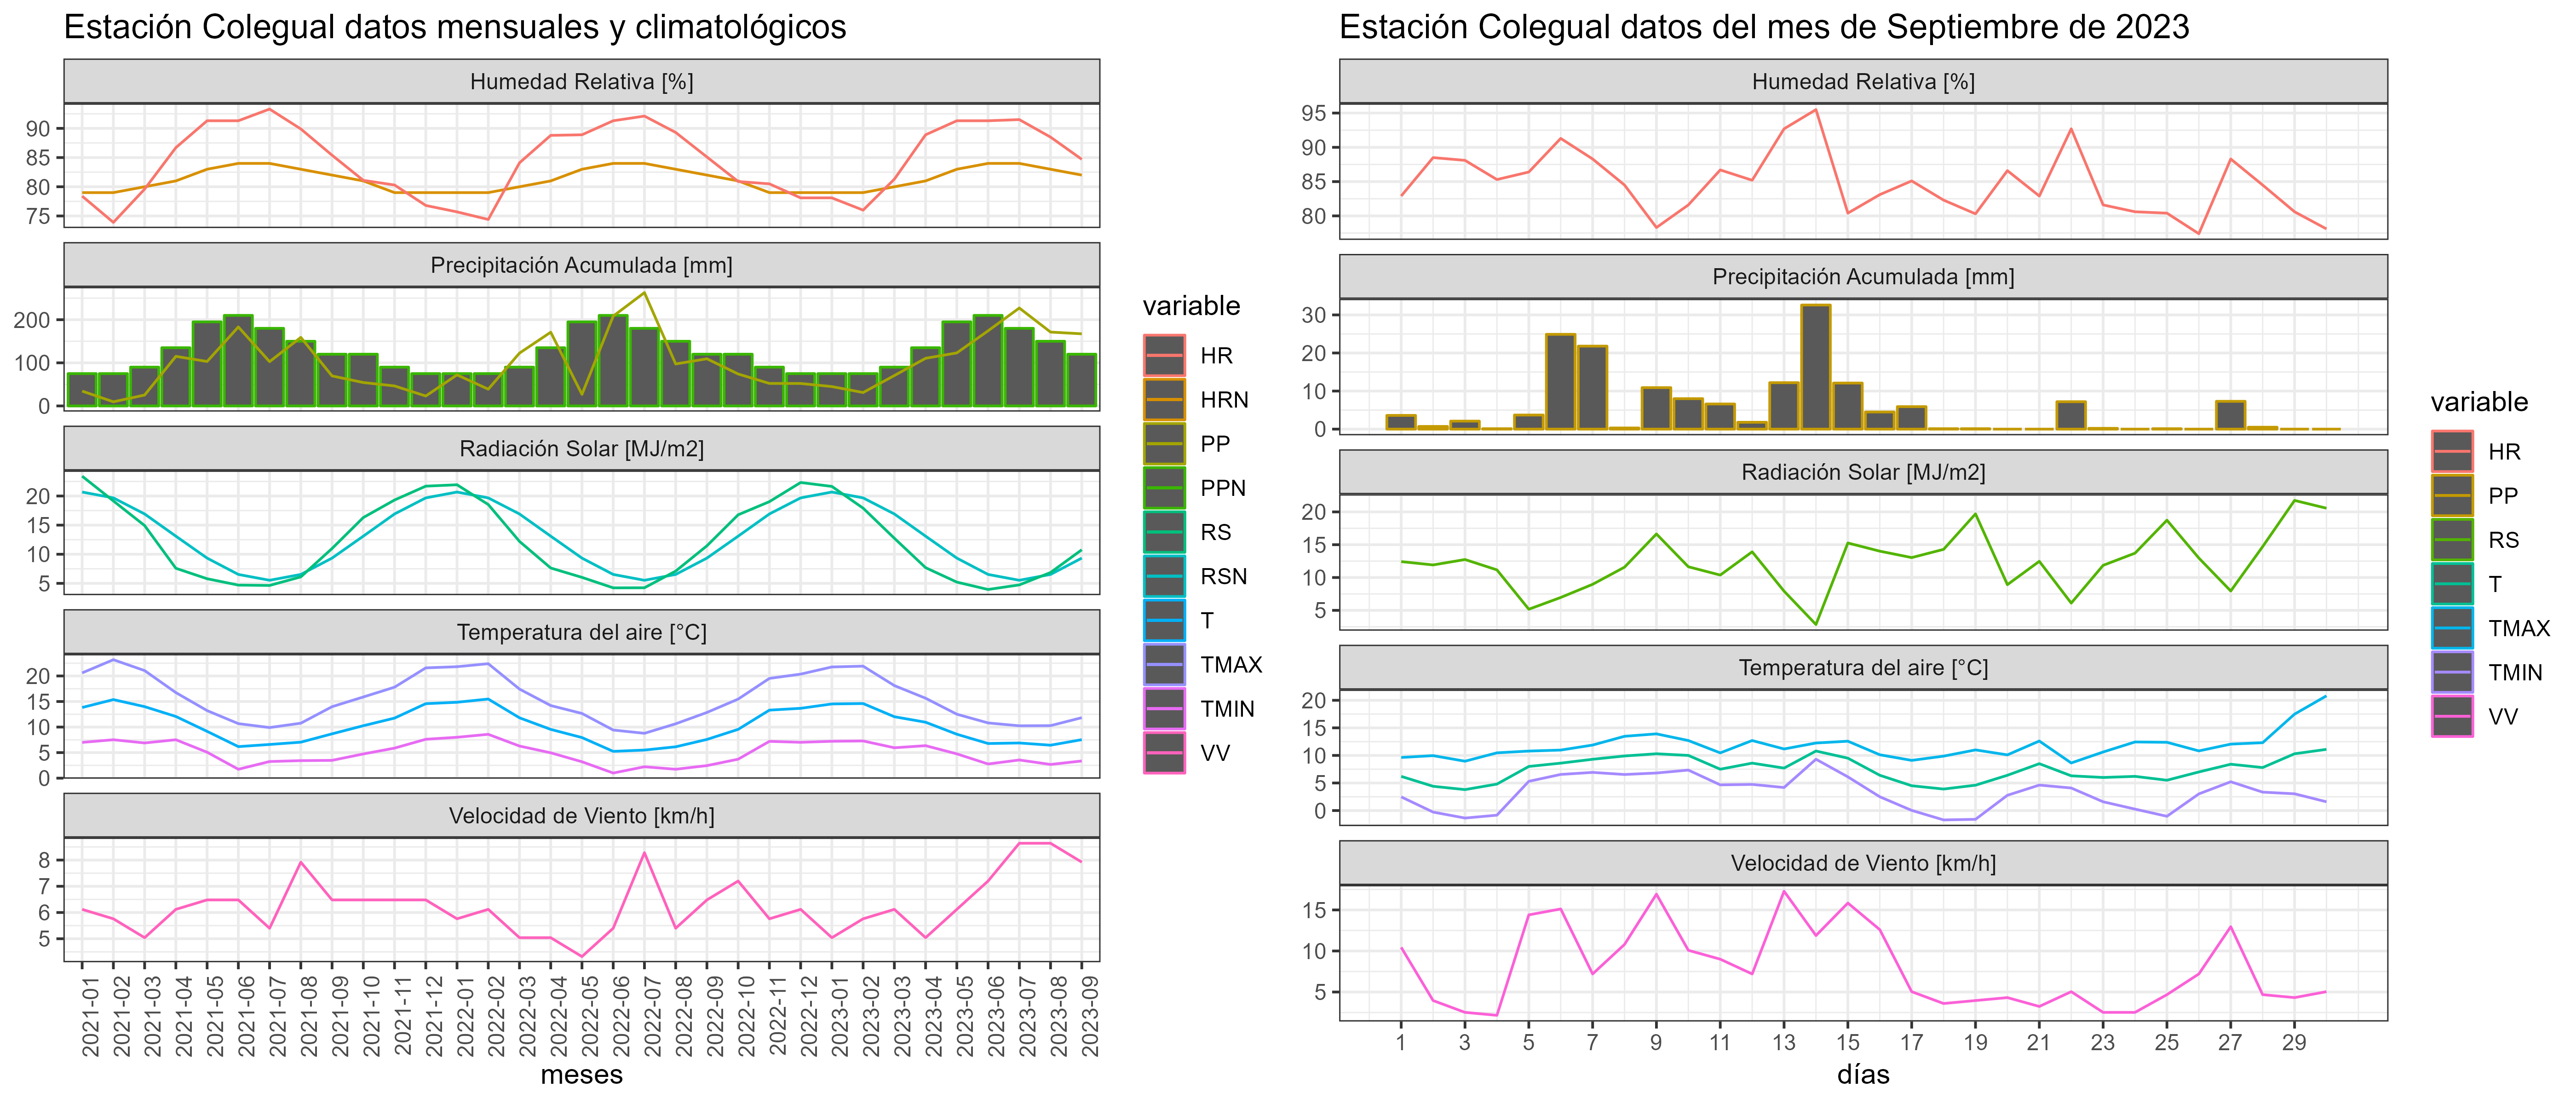 Estación Colegual datos mensuales y climatológicos
Humedad Relativa [%]
90
85
80
75
Precipitación Acumulada [mm]
200
100
0
Radiación Solar [MJ/m2]
20
15
10
5
Temperatura del aire [°C]
20
15
10
5
0
Velocidad de Viento [km/h]
8
7
6
5
2021-01
2021-02
2021-03
2021-04
2021-05
2021-06
2021-07
2021-08
2021-09
2021-10
2021-11
2021-12
2022-01
2022-02
2022-03
2022-04
2022-05
2022-06
2022-07
2022-08
2022-09
2022-10
2022-11
2022-12
2023-01
2023-02
2023-03
2023-04
2023-05
2023-06
2023-07
2023-08
2023-09
meses
variable
HR
HRN
PP
PPN
RS
RSN
T
TMAX
TMIN
VV
Estación Colegual datos del mes de Septiembre de 2023
Humedad Relativa [%]
95
90
85
80
Precipitación Acumulada [mm]
30
20
10
0
Radiación Solar [MJ/m2]
20
15
10
5
Temperatura del aire [°C]
20
15
10
5
0
Velocidad de Viento [km/h]
15
10
5
1 3 5 7 9 11 13 15 17 19 21 23 25 27 29
días
variable
HR
PP
RS
T
TMAX
TMIN
VV